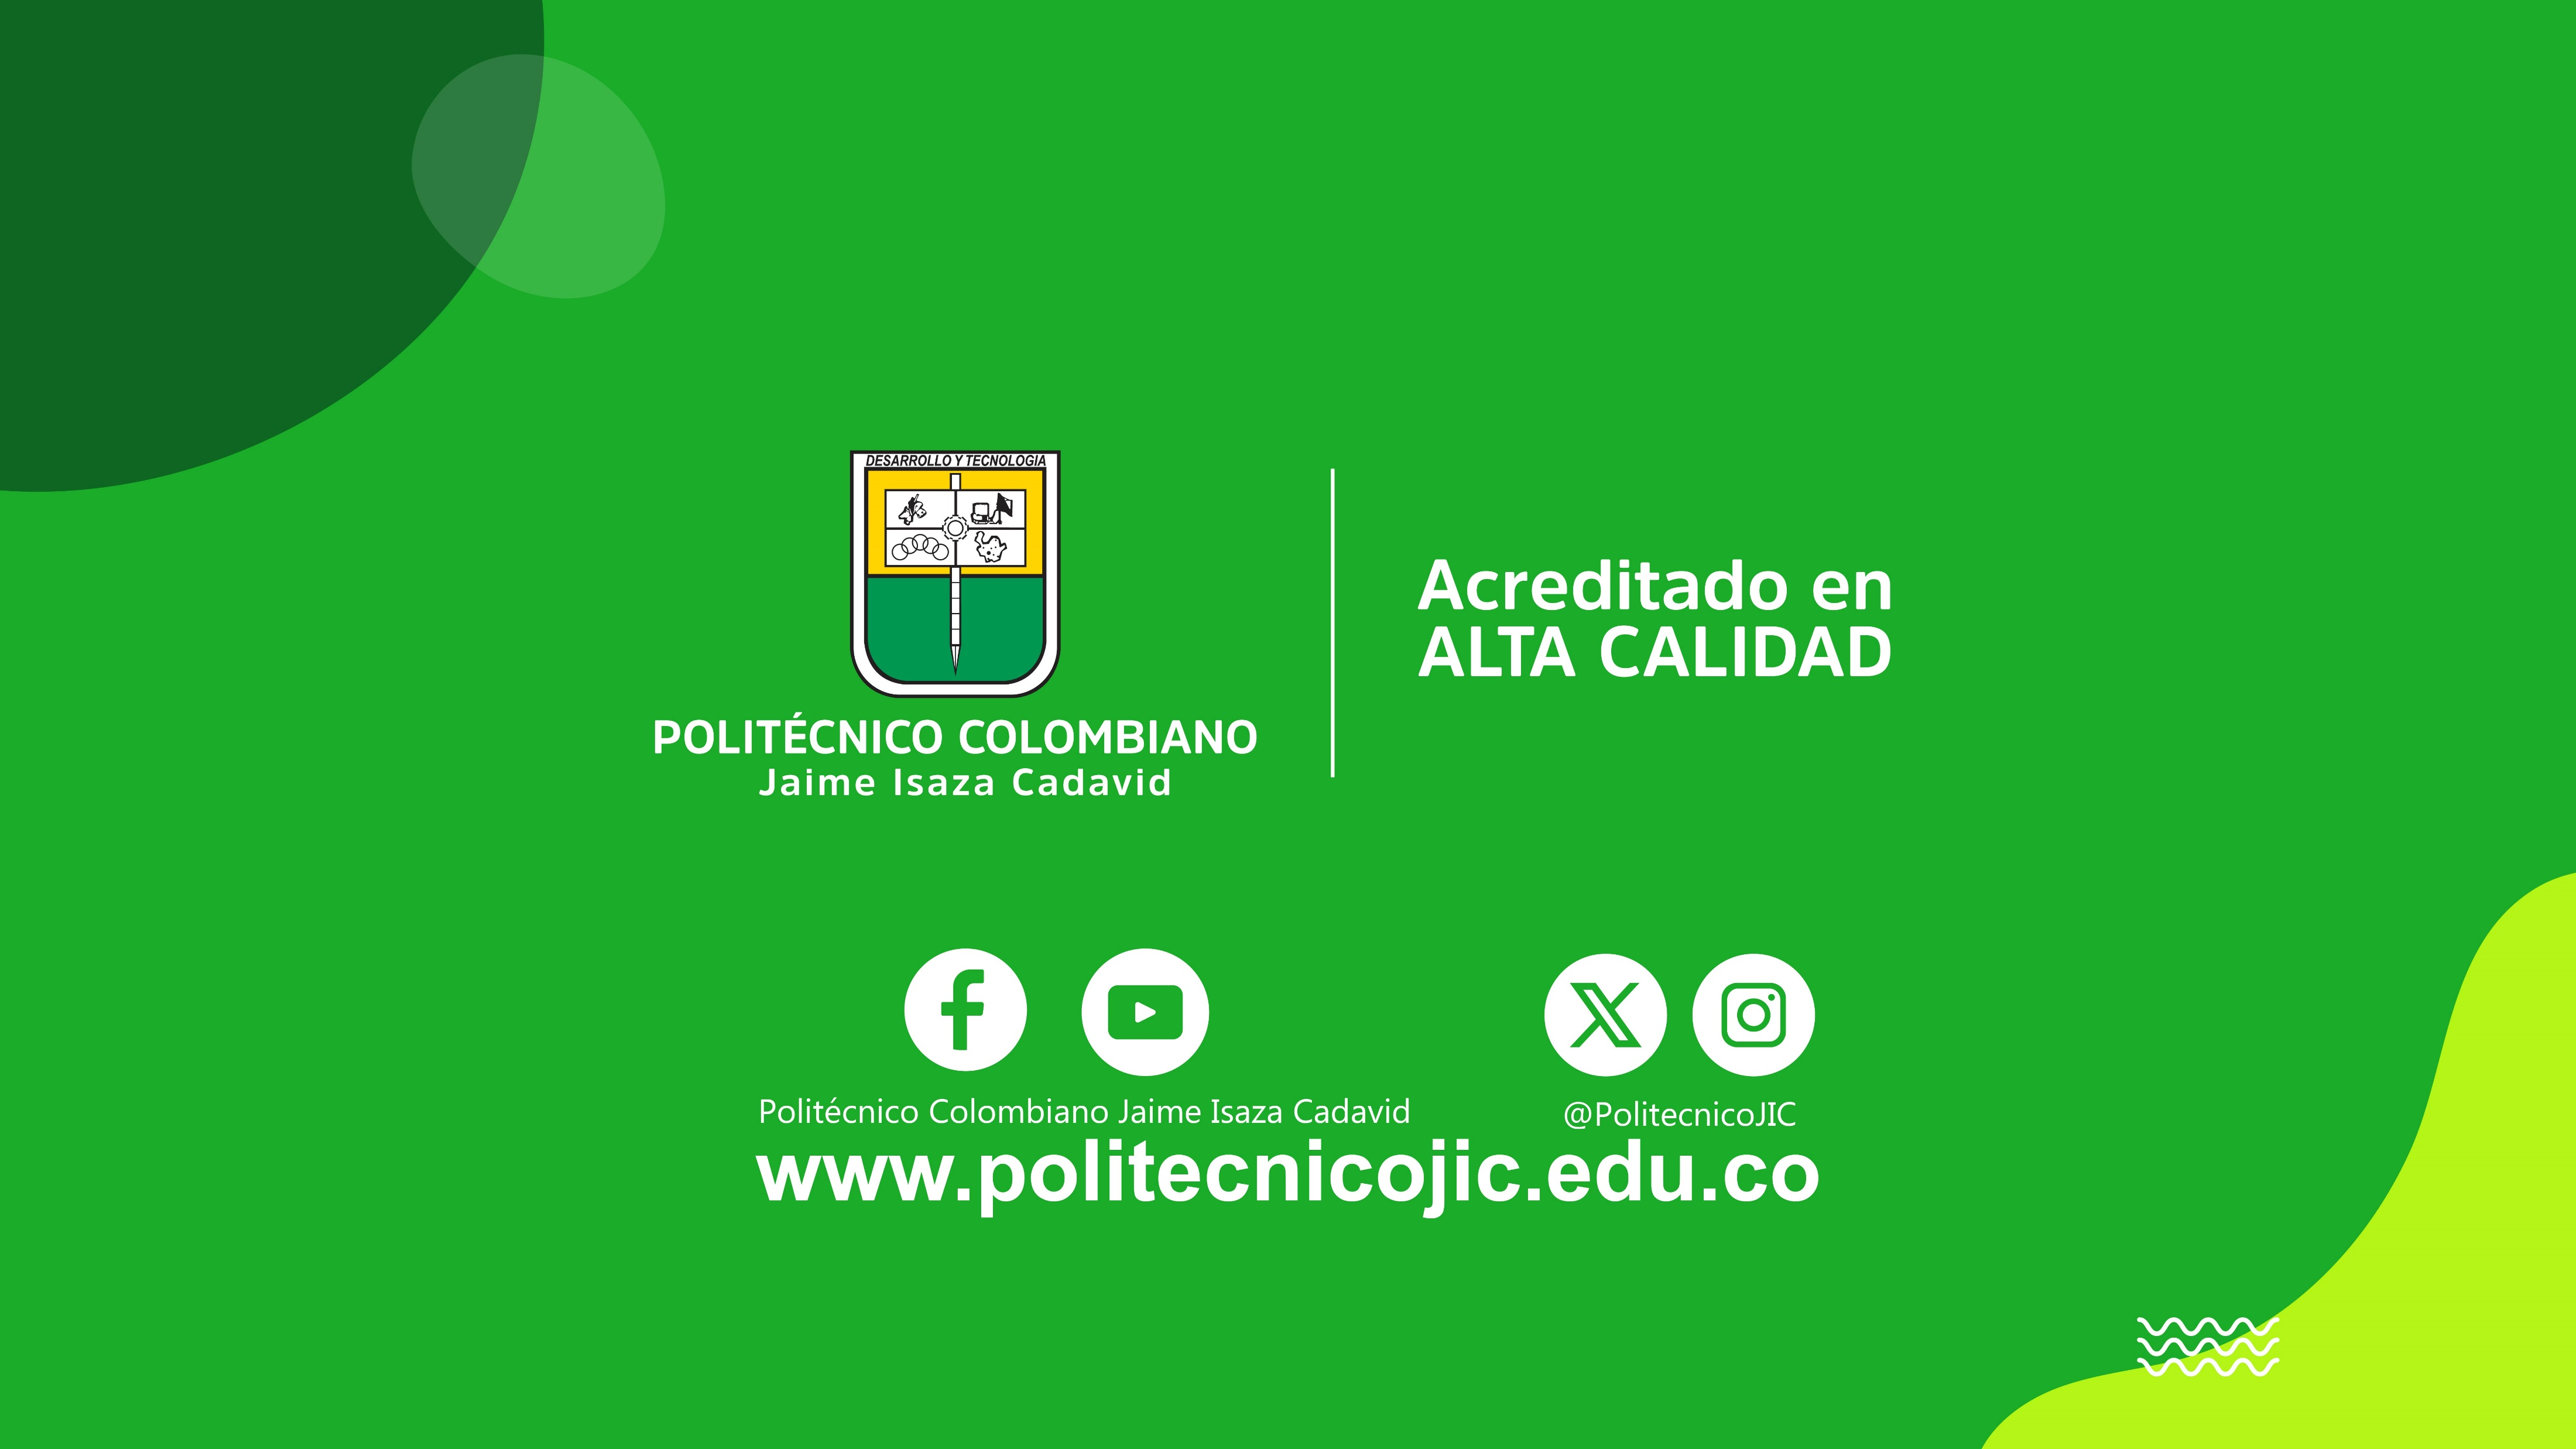 DESARROLLO Y TECNOLOGIA
POLITÉCNICO COLOMBIANO
Jaime Isaza Cadavid
Acreditado en
ALTA CALIDAD
Politécnico Colombiano Jaime Isaza Cadavid
@PolitecnicoJIC
www.politecnicojic.edu.co